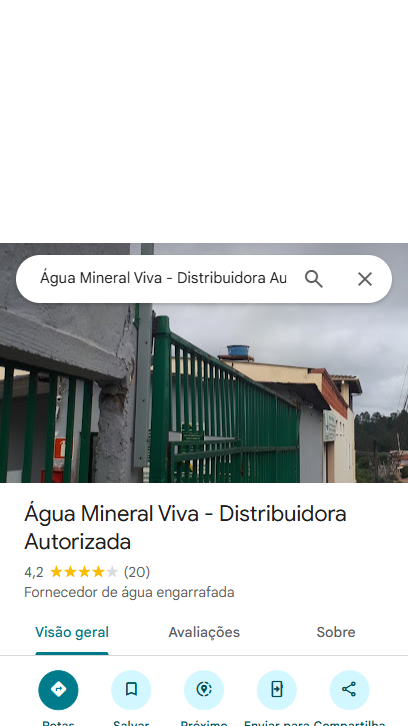 Água Mineral Viva - Distribuidora Au
Água Mineral Viva - Distribuidora
Autorizada
4,2 (20)
Fornecedor de água engarrafada
Visão geral Avaliações Sobre
Rotas Salvar Próximo Enviar para Compartilha